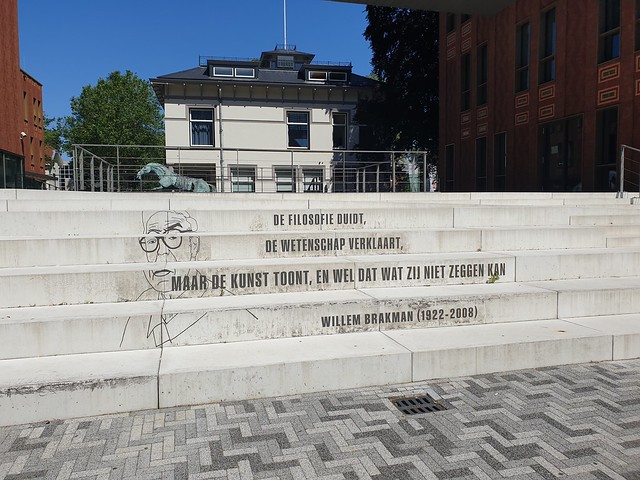 DE FILOSOFIE DUIDT,
DE WETENSCHAP VERKLAART,
MAAR DE KUNST TOONT, EN WEL DAT WAT ZIJ NIET ZEGGEN KAN
WILLEM BRAKMAN (1922-2008)